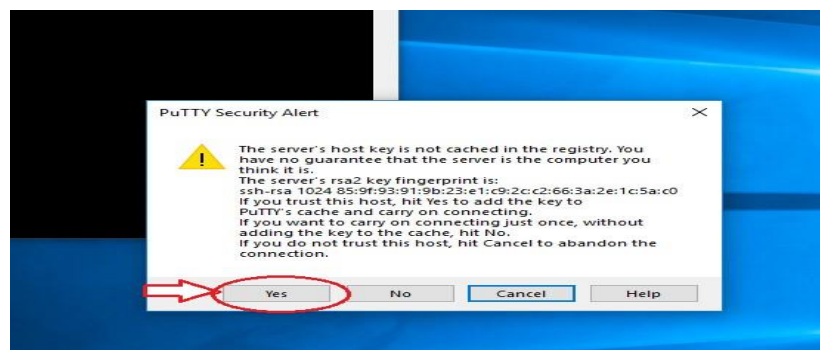 PuTTY Security Alert
The server's host key is not cached in the registry. You
have no guarantee that the server is the computer you
think it is.
The server's rsa2 key fingerprint is:
ssh-rsa 1024 85:9f:93:91:9b:23:e1:c9:2c:c2:66:3a:2e:1c:5a:c0
If you trust this host, hit Yes to add the key to
PuTTY's cache and carry on connecting.
If you want to carry on connecting just once, without
adding the key to the cache, hit No.
If you do not trust this host, hit Cancel to abandon the
connection.
Yes No Cancel Help